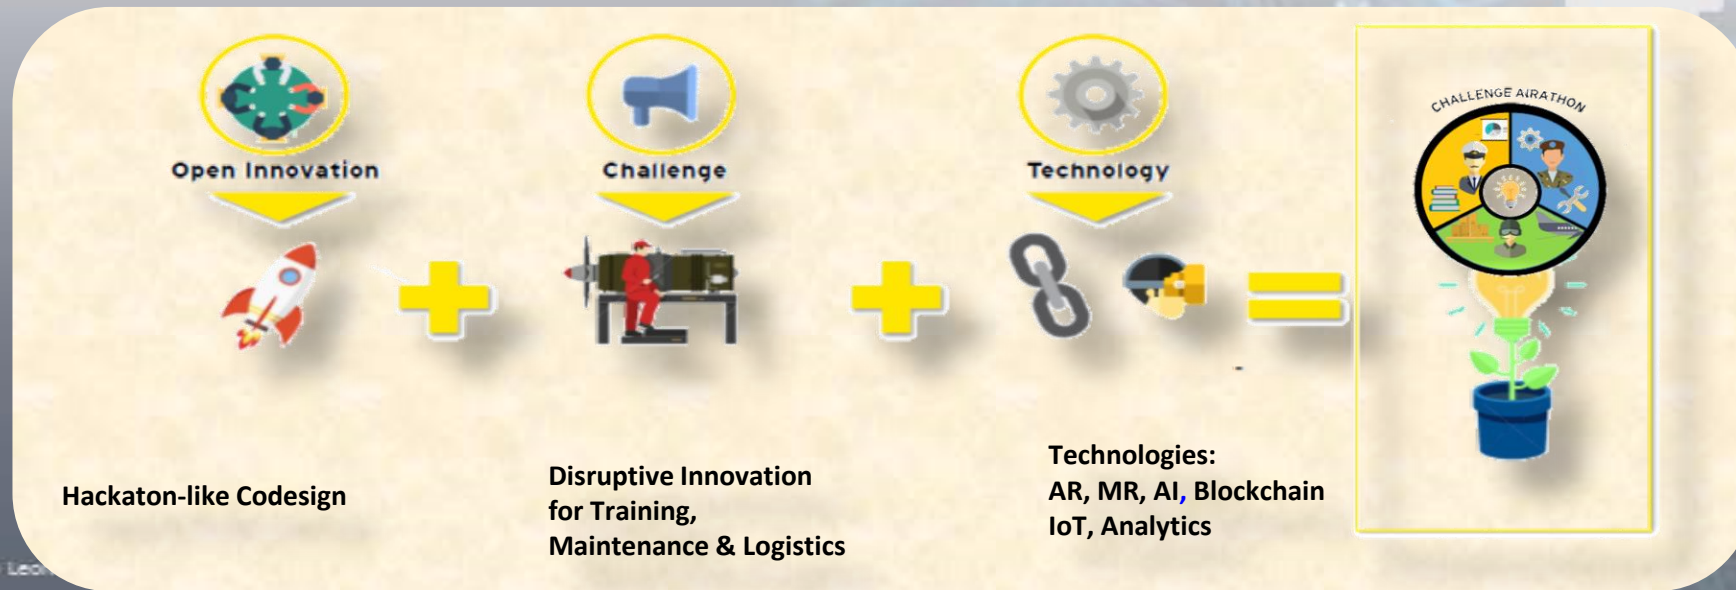 Open Innovation
Challenge
Technology
CHALLENGE AIRATHON
Hackaton-like Codesign
Disruptive Innovation
for Training,
Maintenance & Logistics
Technologies:
AR, MR, AI, Blockchain
IoT, Analytics